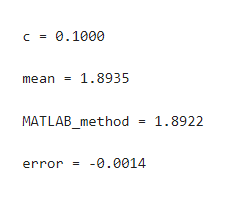 c = 0.1000
mean = 1.8935
MATLAB_method = 1.8922
error = -0.0014